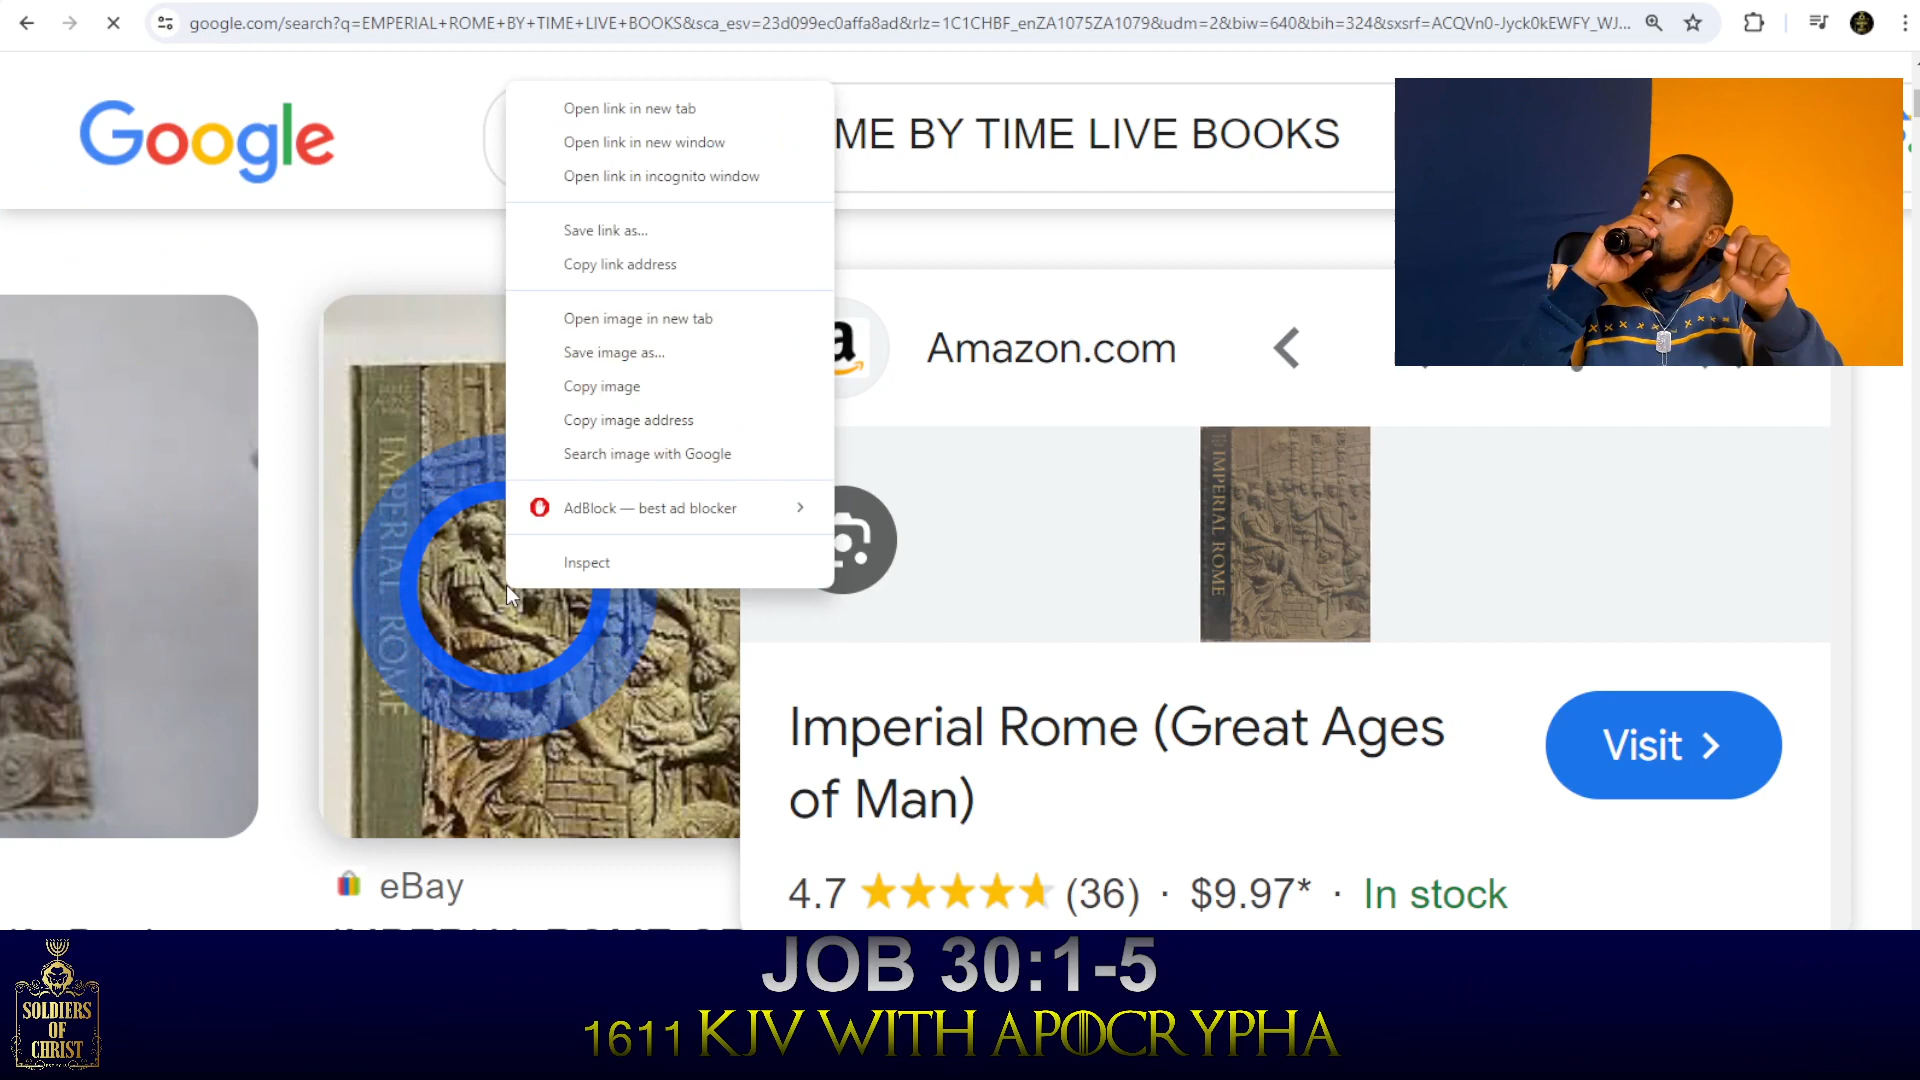 google.com/search?q=EMPERIAL+ROME+BY+TIME+LIVE+BOOKS&sca_esv=23d099ec0affa8ad&rlz=1C1CHBF_enZA1075ZA1079&udm=2&biw=640&bih=324&sxsrf=ACQVn0-Jyck0kEWFY_WJ...
Google
ME BY TIME LIVE BOOKS
Open link in new tab
Open link in new window
Open link in incognito window
Save link as...
Copy link address
Open image in new tab
Save image as...
Copy image
Copy image address
Search image with Google
AdBlock — best ad blocker
Inspect
Amazon.com
IMPERIAL ROME
IMPERIAL ROME
Imperial Rome (Great Ages
of Man)
Visit
4.7 (36) · $9.97* · In stock
eBay
JOB 30:1-5
1611 KJV WITH APOCRYPHA
SOLDIERS
OF
CHRIST